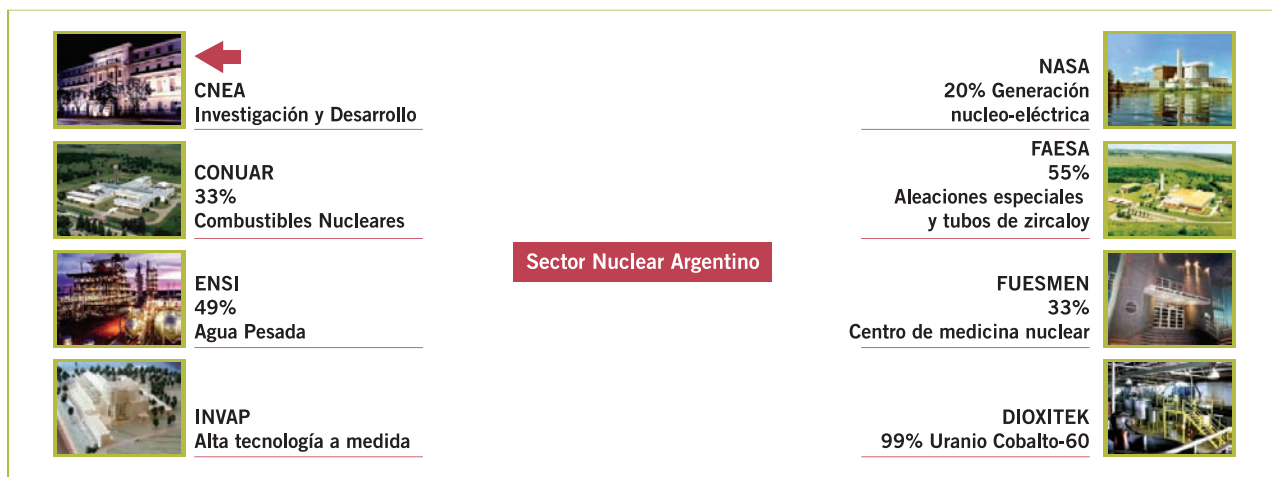 CNEA
Investigación y Desarrollo
CONUAR
33%
Combustibles Nucleares
ENSI
49%
Agua Pesada
INVAP
Alta tecnología a medida
Sector Nuclear Argentino
NASA
20% Generación
nucleo-eléctrica
FAESA
55%
Aleaciones especiales
y tubos de zircaloy
FUESMEN
33%
Centro de medicina nuclear
DIOXITEK
99% Uranio Cobalto-60